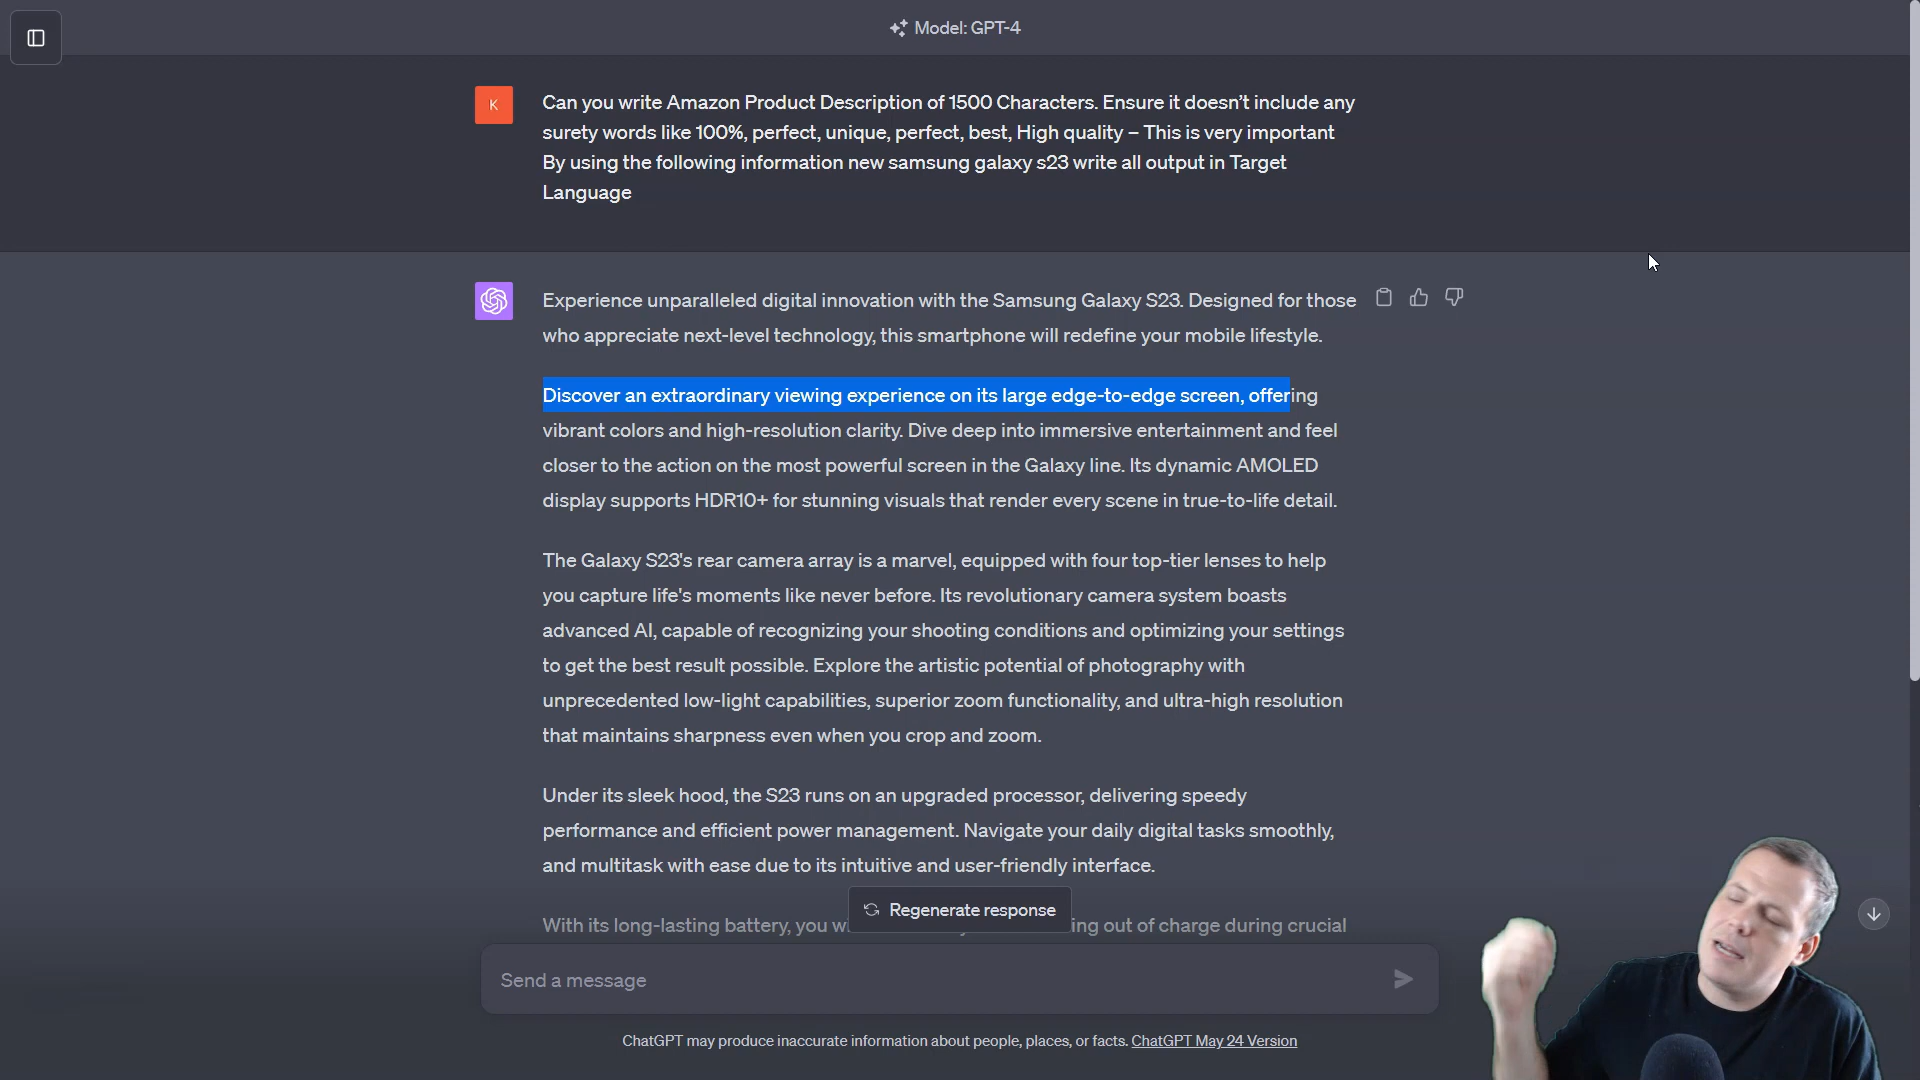 Model: GPT-4
K
Can you write Amazon Product Description of 1500 Characters. Ensure it doesn't include any
surety words like 100%, perfect, unique, perfect, best, High quality – This is very important
By using the following information new samsung galaxy s23 write all output in Target
Language
Experience unparalleled digital innovation with the Samsung Galaxy S23. Designed for those
who appreciate next-level technology, this smartphone will redefine your mobile lifestyle.
Discover an extraordinary viewing experience on its large edge-to-edge screen, offering
vibrant colors and high-resolution clarity. Dive deep into immersive entertainment and feel
closer to the action on the most powerful screen in the Galaxy line. Its dynamic AMOLED
display supports HDR10+ for stunning visuals that render every scene in true-to-life detail.
The Galaxy S23's rear camera array is a marvel, equipped with four top-tier lenses to help
you capture life's moments like never before. Its revolutionary camera system boasts
advanced AI, capable of recognizing your shooting conditions and optimizing your settings
to get the best result possible. Explore the artistic potential of photography with
unprecedented low-light capabilities, superior zoom functionality, and ultra-high resolution
that maintains sharpness even when you crop and zoom.
Under its sleek hood, the S23 runs on an upgraded processor, delivering speedy
performance and efficient power management. Navigate your daily digital tasks smoothly,
and multitask with ease due to its intuitive and user-friendly interface.
Regenerate response
With its long-lasting battery, you ing out of charge during crucial
Send a message
ChatGPT may produce inaccurate information about people, places, or facts. ChatGPT May 24 Version